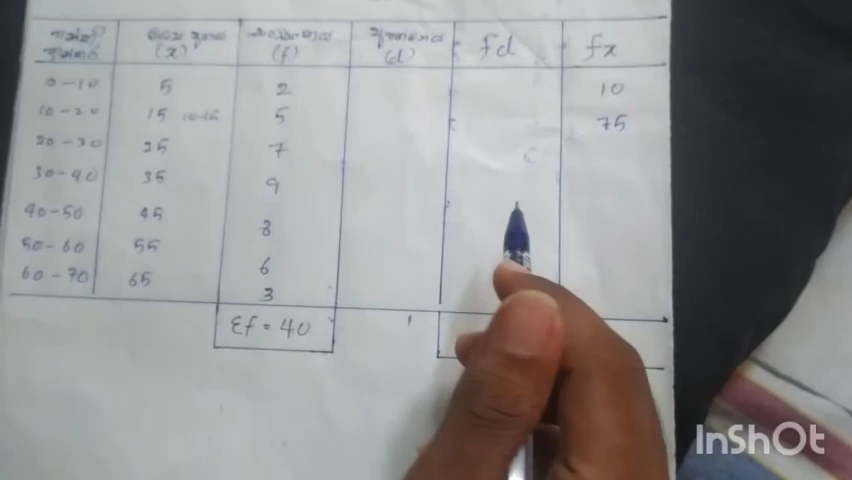 (x) (f) (d) fd fx
0-10 5 2 10
10-20 15 5 75
20-30 25 7
30-40 35 9
40-50 45 8
50-60 55 6
60-70 65 3
Σf = 40
InShOt